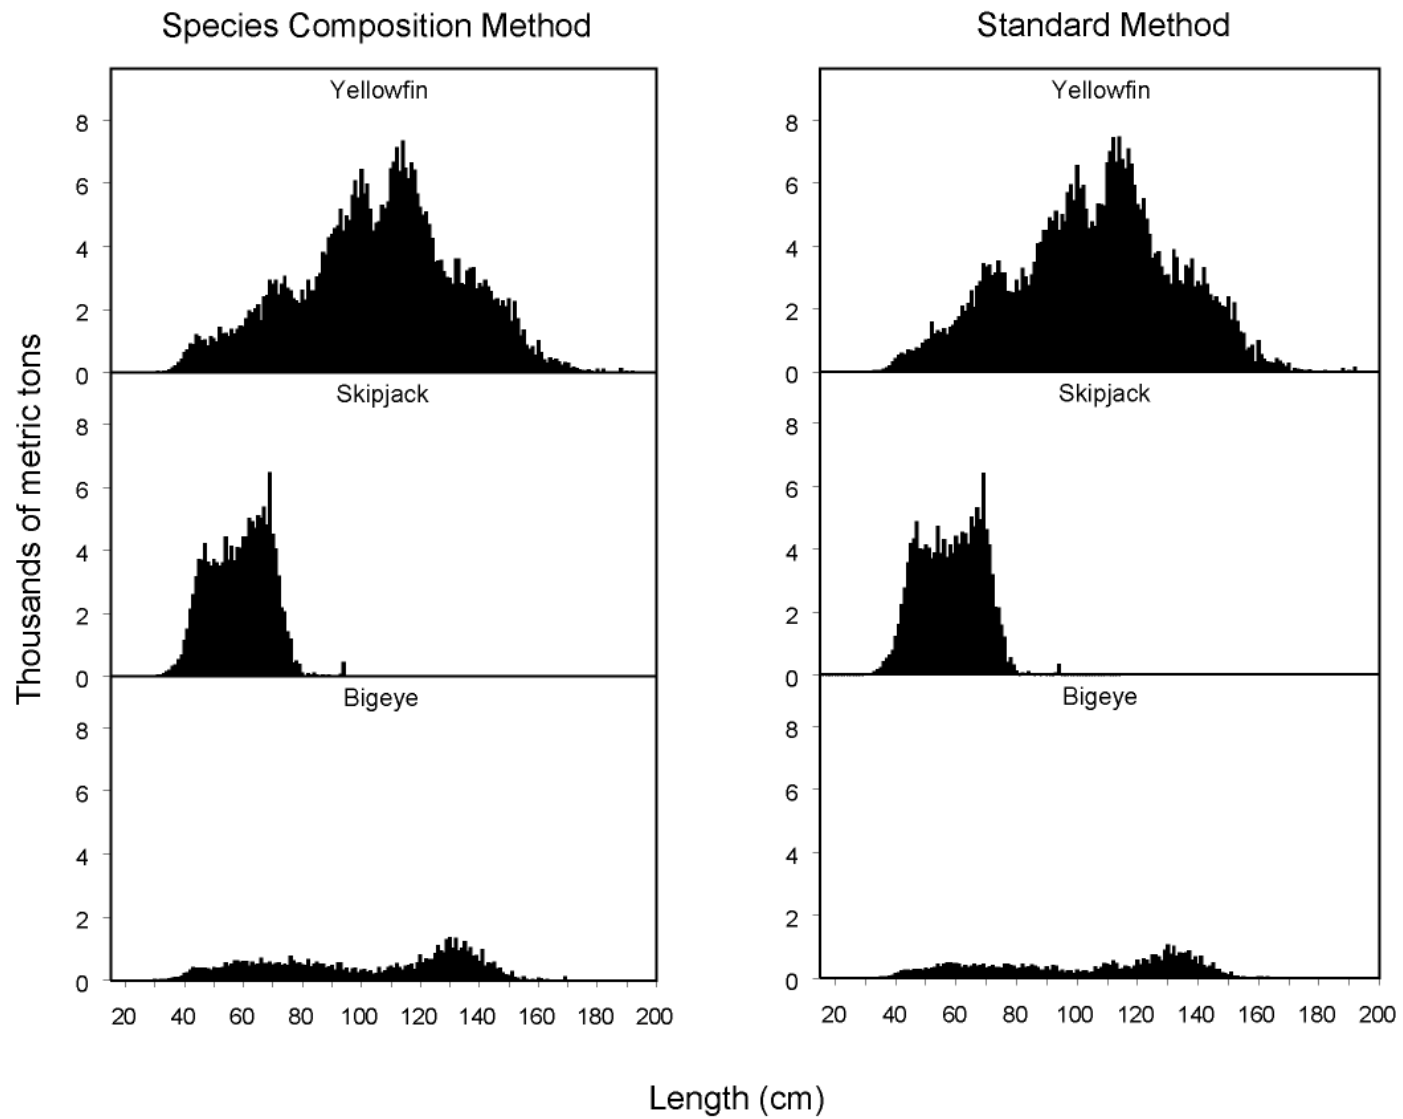 Species Composition Method
Standard Method
Thousands of metric tons
Yellowfin
8
6
4
2
0
Skipjack
8
6
4
2
0
Bigeye
8
6
4
2
0
20 40 60 80 100 120 140 160 180 200
Yellowfin
8
6
4
2
0
Skipjack
8
6
4
2
0
Bigeye
8
6
4
2
0
20 40 60 80 100 120 140 160 180 200
Length (cm)